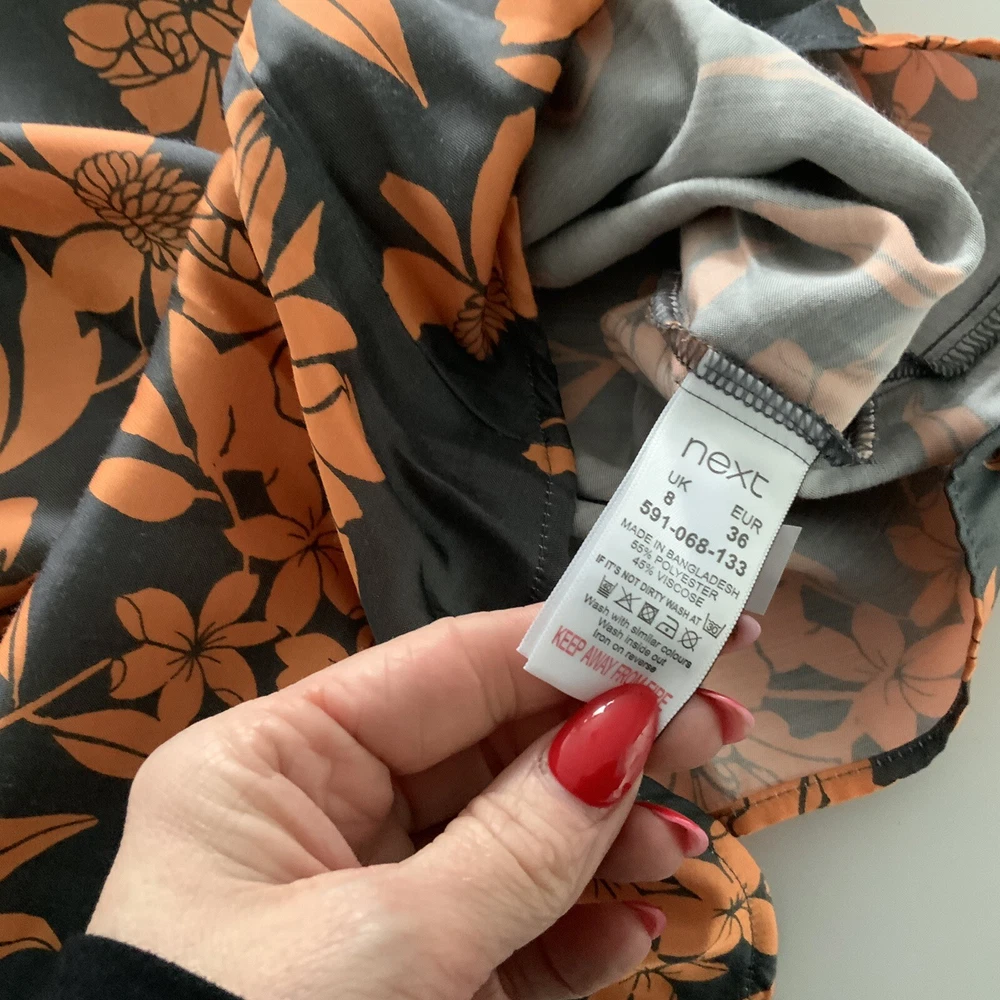 next
UK EUR
8 36
591-068-133
MADE IN BANGLADESH
55% POLYESTER
45% VISCOSE
IF IT'S NOT DIRTY WASH AT 30
Wash with similar colours
Wash inside out
Iron on reverse
KEEP AWAY FROM FIRE